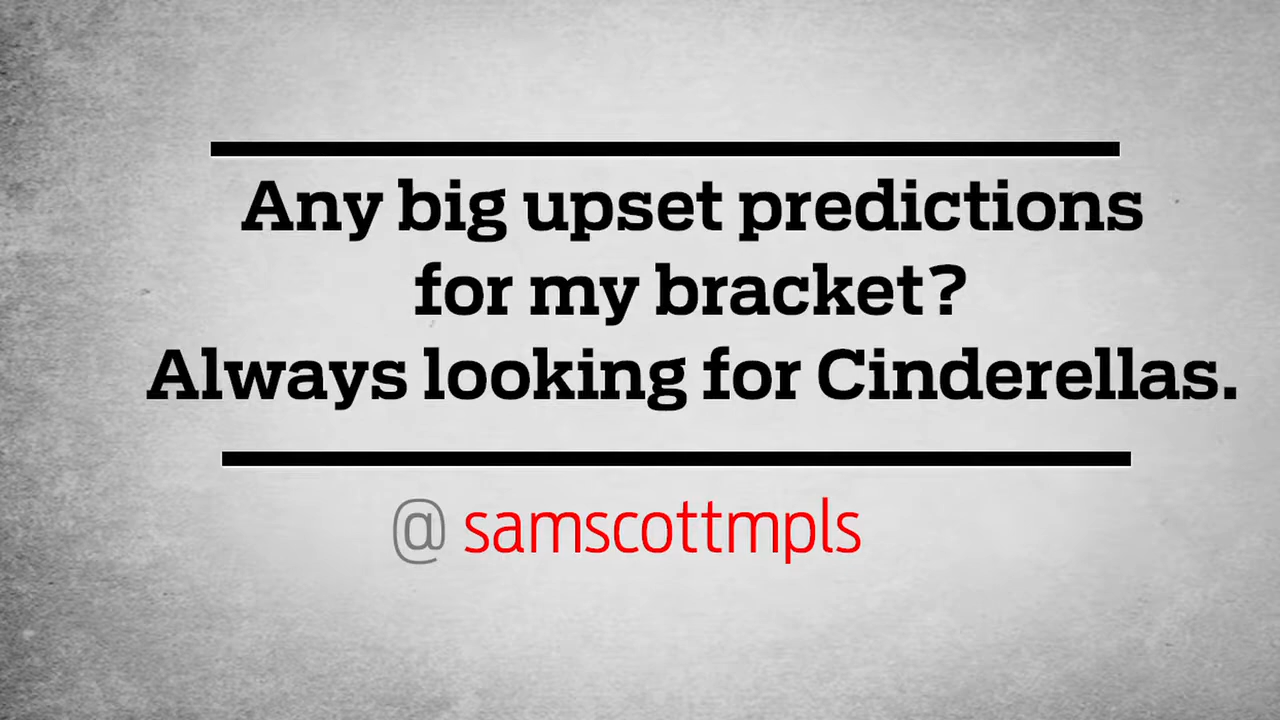 Any big upset predictions
for my bracket?
Always looking for Cinderellas.
@ samscottmpls